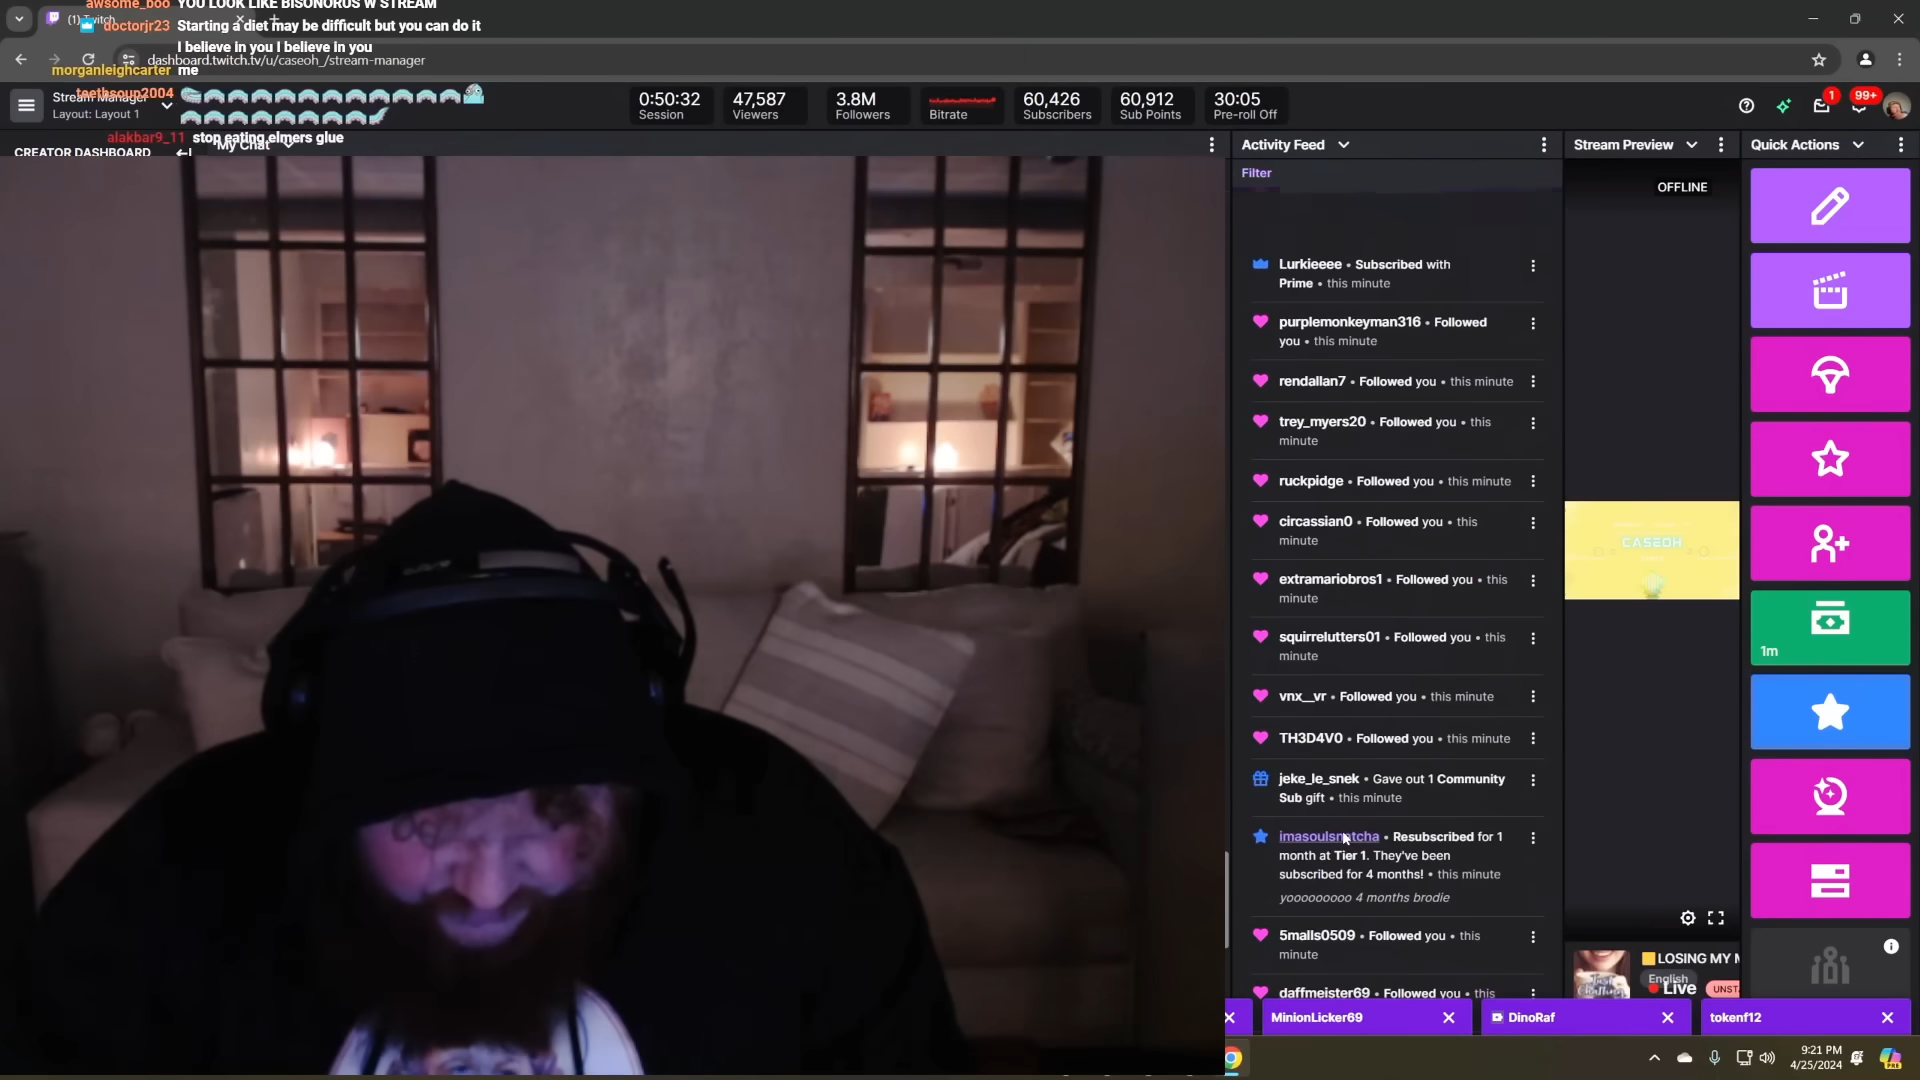 awsome_boo YOU LOOK LIKE BISONORUS W STREAM
(1) Twitch
doctorjr23 Starting a diet may be difficult but you can do it
I believe in you I believe in you
dashboard.twitch.tv/u/caseoh_/stream-manager
morganleighcarter me
teethsoup2004
Stream Manager
Layout: Layout 1
0:50:32
Session
47,587
Viewers
3.8M
Followers
Bitrate
60,426
Subscribers
60,912
Sub Points
30:05
Pre-roll Off
1
99+
alakbar9_11 stop eating elmers glue
CREATOR DASHBOARD
My Chat
Activity Feed
Stream Preview
Quick Actions
Filter
OFFLINE
Lurkieeee • Subscribed with
Prime • this minute
purplemonkeyman316 • Followed
you • this minute
rendallan7 • Followed you • this minute
trey_myers20 • Followed you • this
minute
ruckpidge • Followed you • this minute
circassian0 • Followed you • this
minute
extramariobros1 • Followed you • this
minute
squirrelutters01 • Followed you • this
minute
vnx__vr • Followed you • this minute
TH3D4V0 • Followed you • this minute
jeke_le_snek • Gave out 1 Community
Sub gift • this minute
imasoulsnatcha • Resubscribed for 1
month at Tier 1. They've been
subscribed for 4 months! • this minute
yooooooooo 4 months brodie
5malls0509 • Followed you • this
minute
daffmeister69 • Followed you • this
CASEOH
1m
LOSING MY M
English
Live
UNST
MinionLicker69
DinoRaf
tokenf12
9:21 PM
4/25/2024